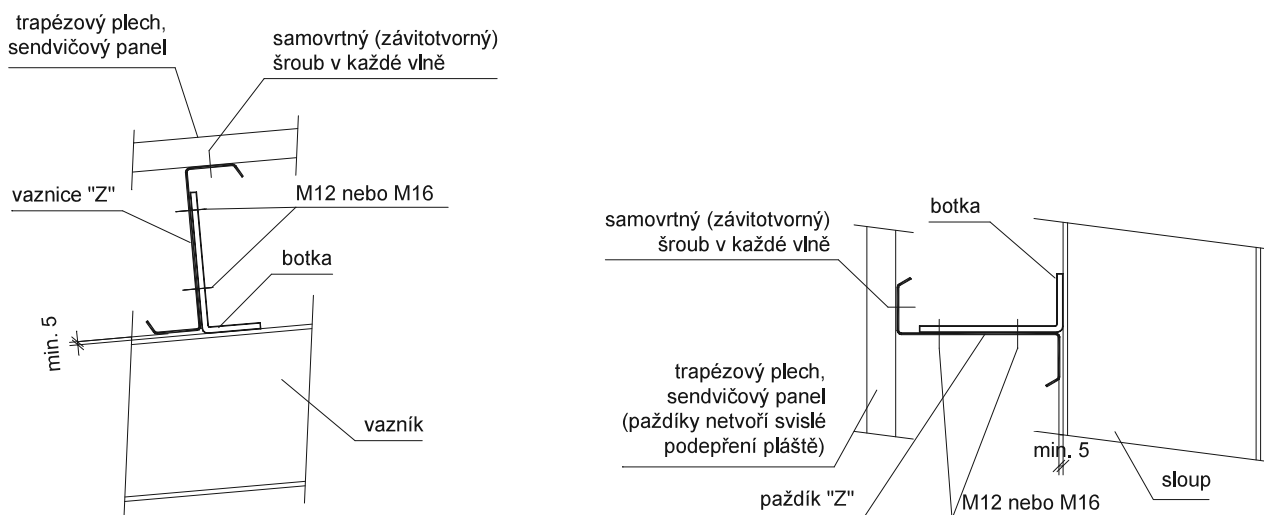 trapézový plech,
sendvičový panel
samovrtný (závitotvorný)
šroub v každé vlně
vaznice "Z"
M12 nebo M16
botka
min. 5
vazník
samovrtný (závitotvorný)
šroub v každé vlně
botka
trapézový plech,
sendvičový panel
(paždíky netvoří svislé
podepření pláště)
min. 5
sloup
paždík "Z"
M12 nebo M16